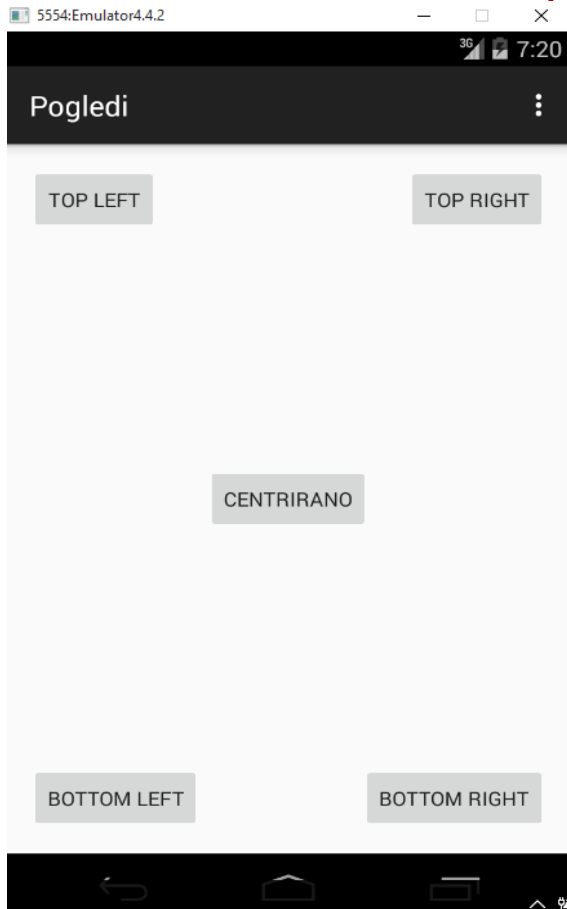 5554:Emulator4.4.2
3G 7:20
Pogledi
TOP LEFT TOP RIGHT
CENTRIRANO
BOTTOM LEFT BOTTOM RIGHT